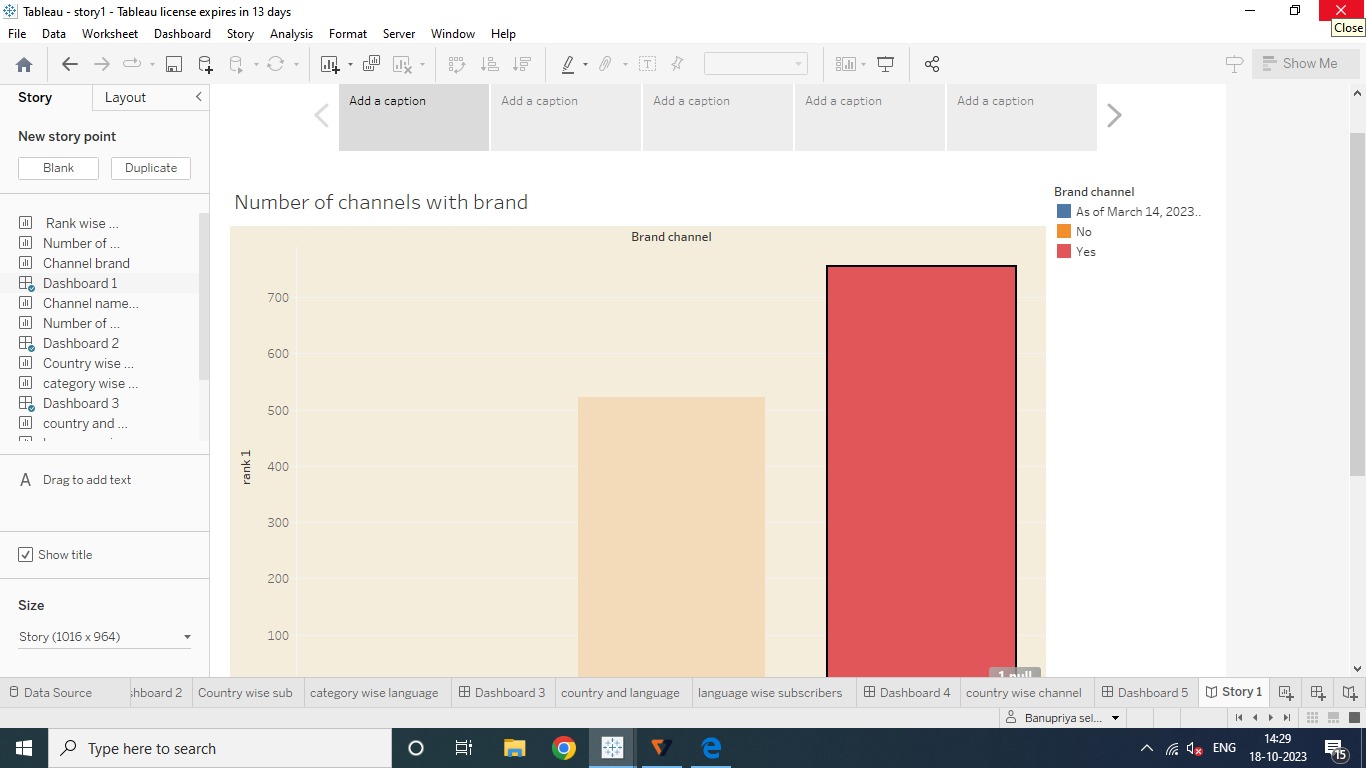 Tableau - story1 - Tableau license expires in 13 days
Close
File Data Worksheet Dashboard Story Analysis Format Server Window Help
Show Me
Story Layout
New story point
Blank Duplicate
Rank wise ...
Number of ...
Channel brand
Dashboard 1
Channel name...
Number of ...
Dashboard 2
Country wise ...
category wise ...
Dashboard 3
country and ...
A Drag to add text
Show title
Size
Story (1016 x 964)
Add a caption Add a caption Add a caption Add a caption Add a caption
Number of channels with brand
Brand channel
rank 1
700
600
500
400
300
200
100
1 null
Brand channel
As of March 14, 2023..
No
Yes
Data Source shboard 2 Country wise sub category wise language Dashboard 3 country and language language wise subscribers Dashboard 4 country wise channel Dashboard 5 Story 1
Banupriya sel...
Type here to search
ENG
14:29
18-10-2023
15